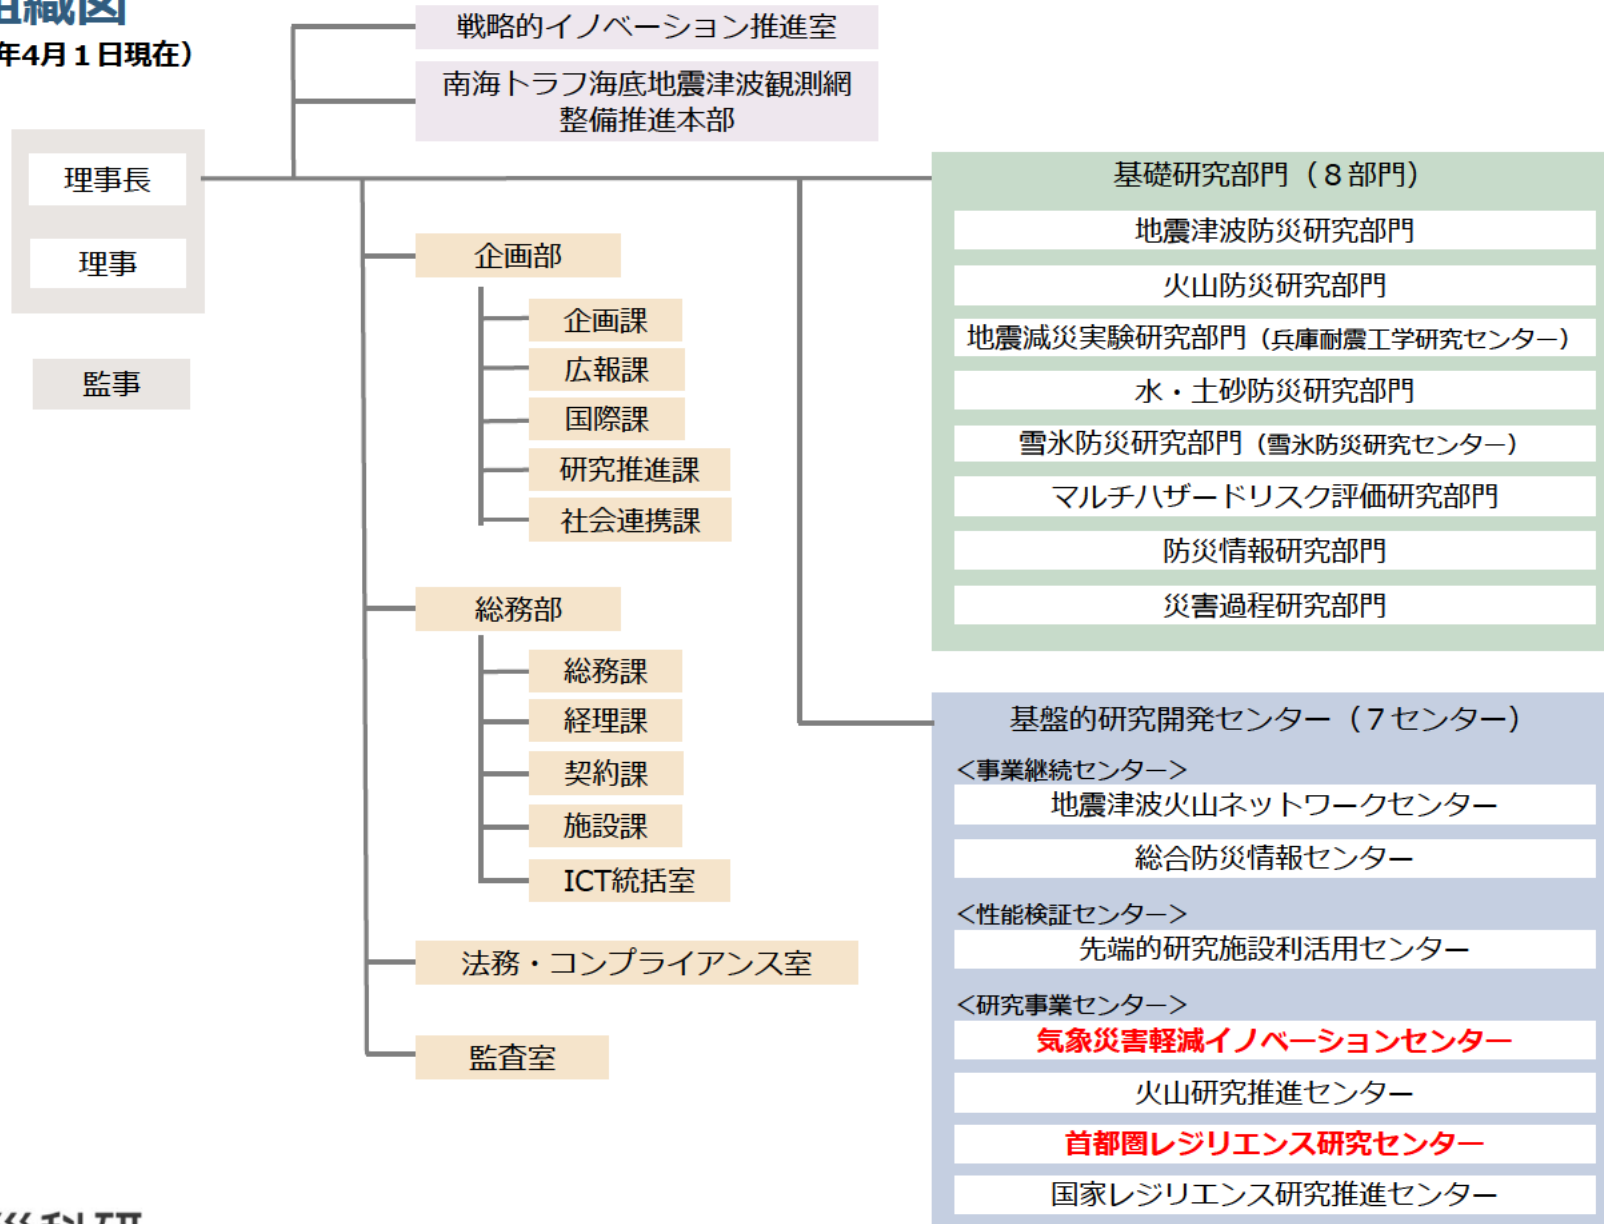 組織図
年4月１日現在）
戦略的イノベーション推進室
南海トラフ海底地震津波観測網
整備推進本部
理事長
理事
監事
企画部
企画課
広報課
国際課
研究推進課
社会連携課
総務部
総務課
経理課
契約課
施設課
ICT統括室
法務・コンプライアンス室
監査室
基礎研究部門（８部門）
地震津波防災研究部門
火山防災研究部門
地震減災実験研究部門（兵庫耐震工学研究センター）
水・土砂防災研究部門
雪氷防災研究部門（雪氷防災研究センター）
マルチハザードリスク評価研究部門
防災情報研究部門
災害過程研究部門
基盤的研究開発センター（７センター）
＜事業継続センター＞
地震津波火山ネットワークセンター
総合防災情報センター
＜性能検証センター＞
先端的研究施設利活用センター
＜研究事業センター＞
気象災害軽減イノベーションセンター
火山研究推進センター
首都圏レジリエンス研究センター
国家レジリエンス研究推進センター
災科研